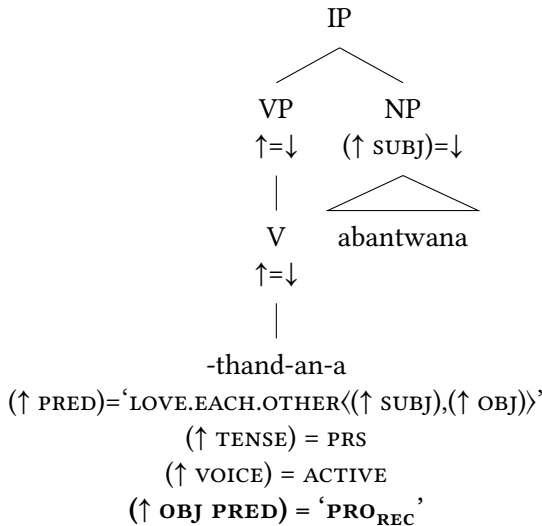 IP
VP NP
↑=↓ (↑ SUBJ)=↓
V abantwana
↑=↓
-thand-an-a
(↑ PRED)=‘LOVE.EACH.OTHER⟨(↑ SUBJ),(↑ OBJ)⟩’
(↑ TENSE) = PRS
(↑ VOICE) = ACTIVE
(↑ OBJ PRED) = ‘PRO_REC’